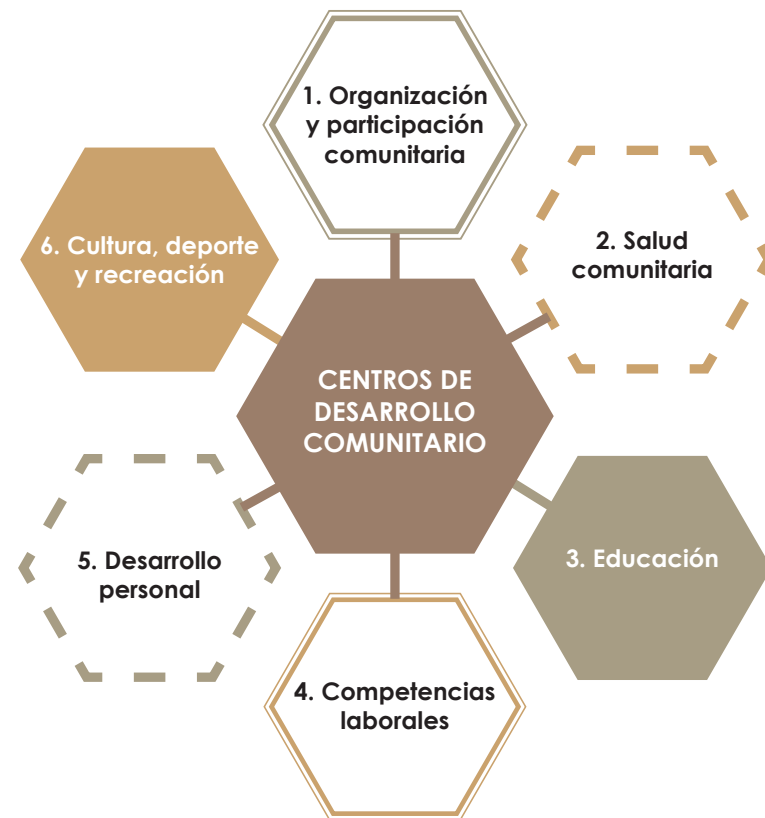 1. Organización
y participación
comunitaria
2. Salud
comunitaria
3. Educación
4. Competencias
laborales
5. Desarrollo
personal
6. Cultura, deporte
y recreación
CENTROS DE
DESARROLLO
COMUNITARIO